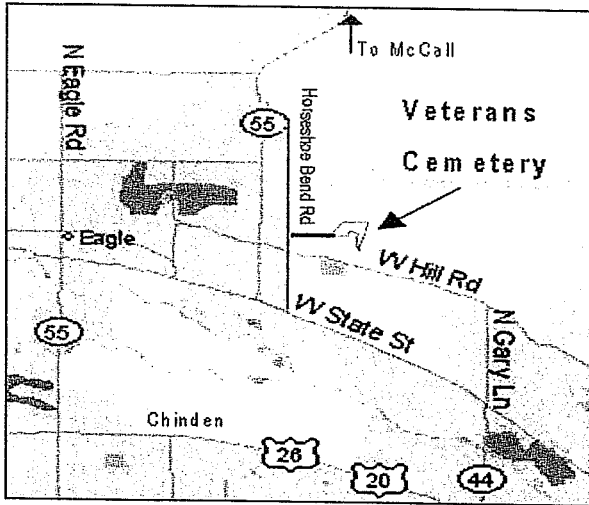 To McCall
N Eagle Rd
55
Horseshoe Bend Rd
Veterans
Cemetery
Eagle
W Hill Rd
W State St
55
N Gary Ln
Chinden
26
20
44